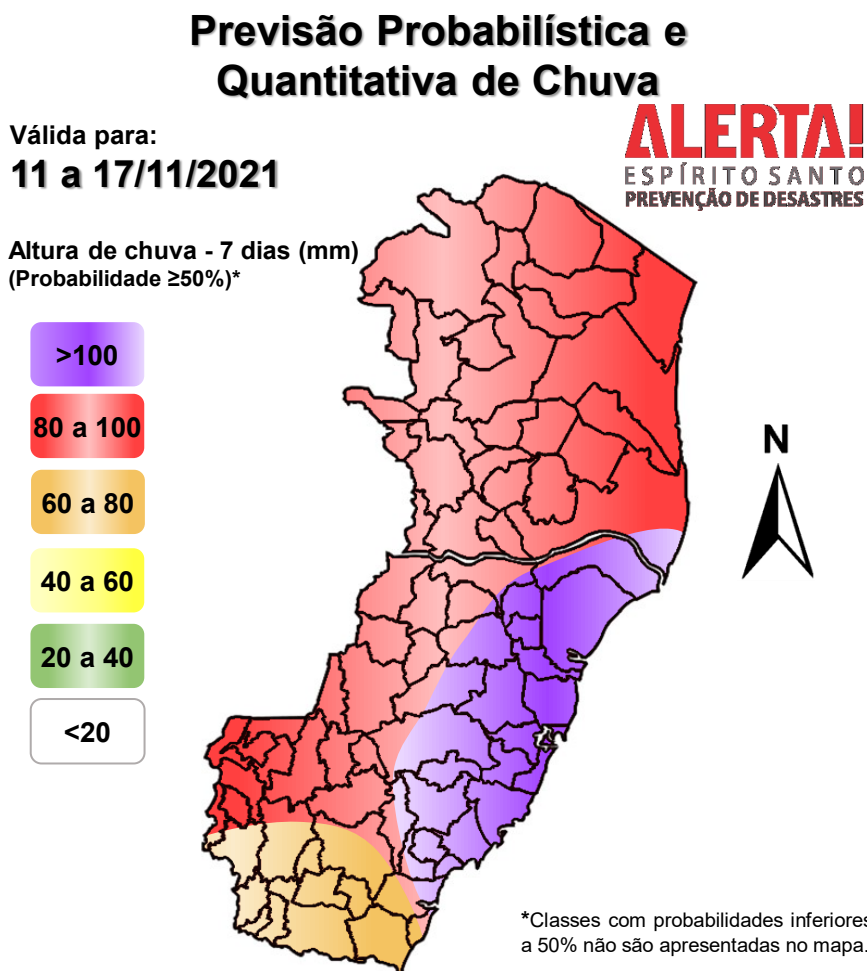 Previsão Probabilística e
Quantitativa de Chuva
Válida para:
11 a 17/11/2021
ALERTA!
ESPÍRITO SANTO
PREVENÇÃO DE DESASTRES
Altura de chuva - 7 dias (mm)
(Probabilidade ≥50%)*
>100
80 a 100
60 a 80
40 a 60
20 a 40
<20
N
*Classes com probabilidades inferiores
a 50% não são apresentadas no mapa.